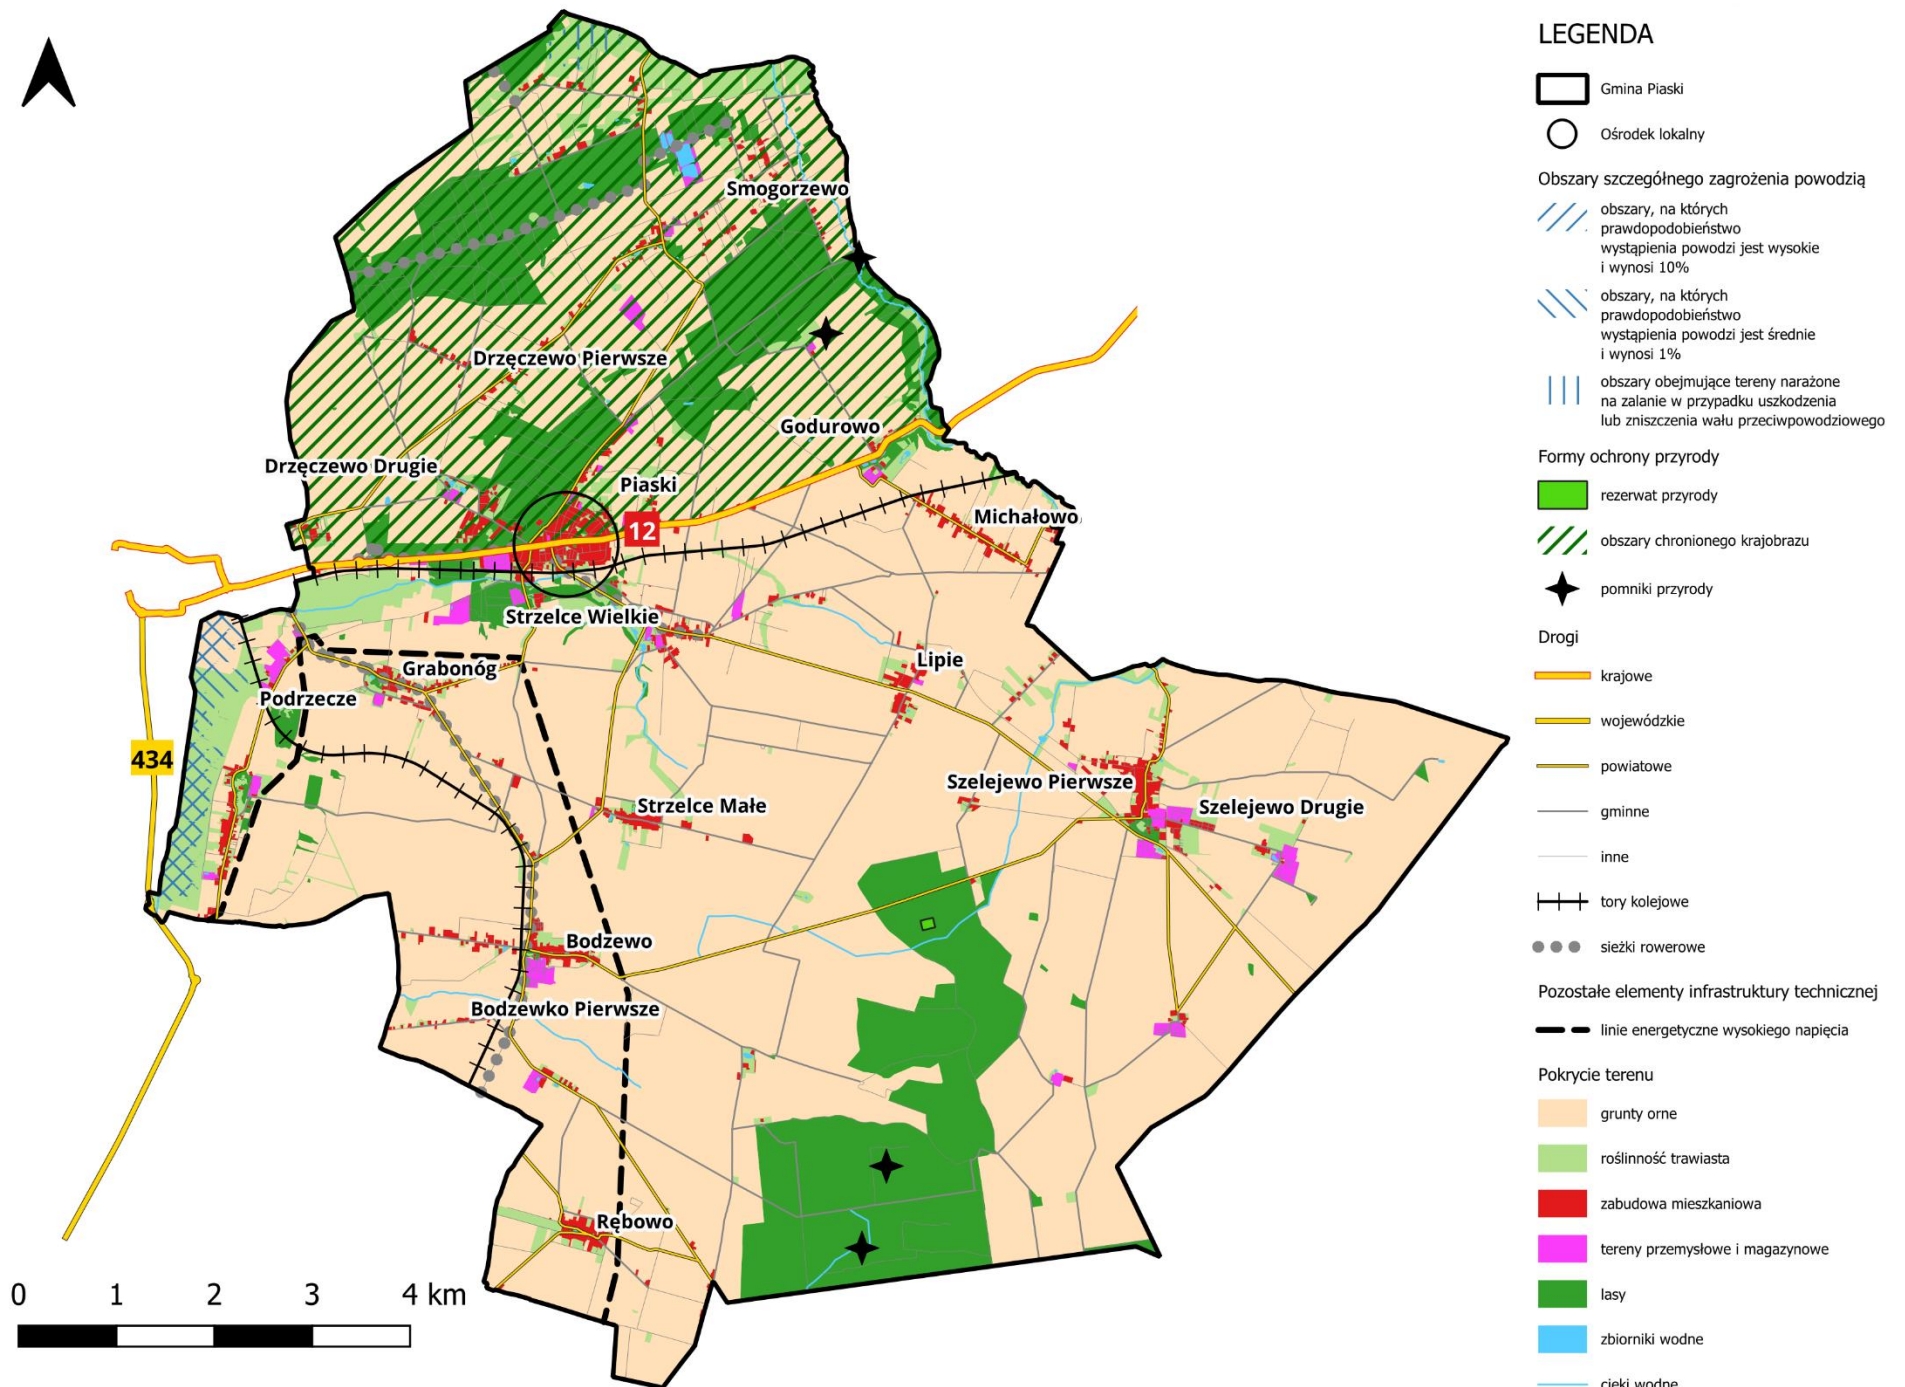 LEGENDA
Gmina Piaski
Ośrodek lokalny
Obszary szczególnego zagrożenia powodzią
obszary, na których
prawdopodobieństwo
wystąpienia powodzi jest wysokie
i wynosi 10%
obszary, na których
prawdopodobieństwo
wystąpienia powodzi jest średnie
i wynosi 1%
obszary obejmujące tereny narażone
na zalanie w przypadku uszkodzenia
lub zniszczenia wału przeciwpowodziowego
Formy ochrony przyrody
rezerwat przyrody
obszary chronionego krajobrazu
pomniki przyrody
Drogi
krajowe
wojewódzkie
powiatowe
gminne
inne
tory kolejowe
sieżki rowerowe
Pozostałe elementy infrastruktury technicznej
linie energetyczne wysokiego napięcia
Pokrycie terenu
grunty orne
roślinność trawiasta
zabudowa mieszkaniowa
tereny przemysłowe i magazynowe
lasy
zbiorniki wodne
cieki wodne
Smogorzewo
Drzęczewo Pierwsze
Godurowo
Drzęczewo Drugie
Piaski
12
Michałowo
Strzelce Wielkie
Grabonóg
Lipie
Podrzecze
434
Szelejewo Pierwsze
Strzelce Małe
Szelejewo Drugie
Bodzewo
Bodzewko Pierwsze
Rębowo
0 1 2 3 4 km